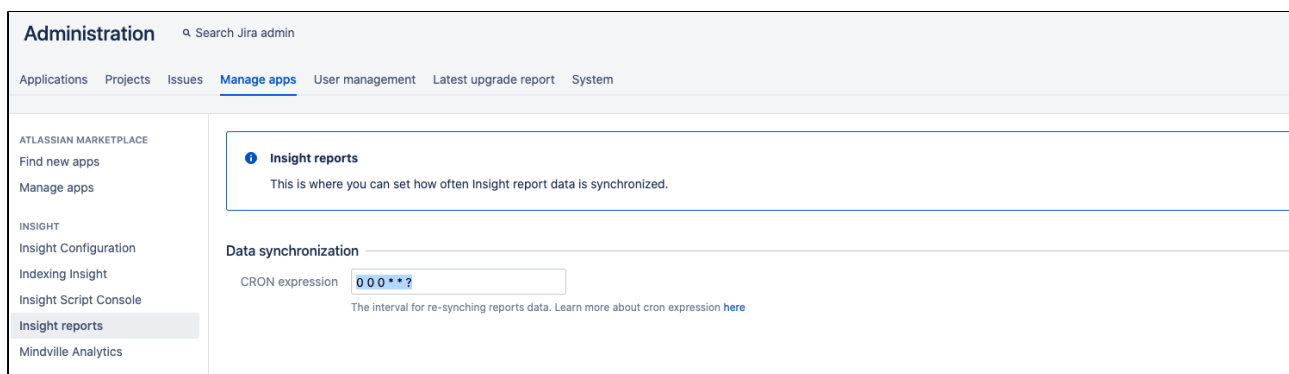 Administration Search Jira admin
Applications Projects Issues Manage apps User management Latest upgrade report System
ATLASSIAN MARKETPLACE
Find new apps
Manage apps
INSIGHT
Insight Configuration
Indexing Insight
Insight Script Console
Insight reports
Mindville Analytics
Insight reports
This is where you can set how often Insight report data is synchronized.
Data synchronization
CRON expression 0 0 0 * * ?
The interval for re-synching reports data. Learn more about cron expression here